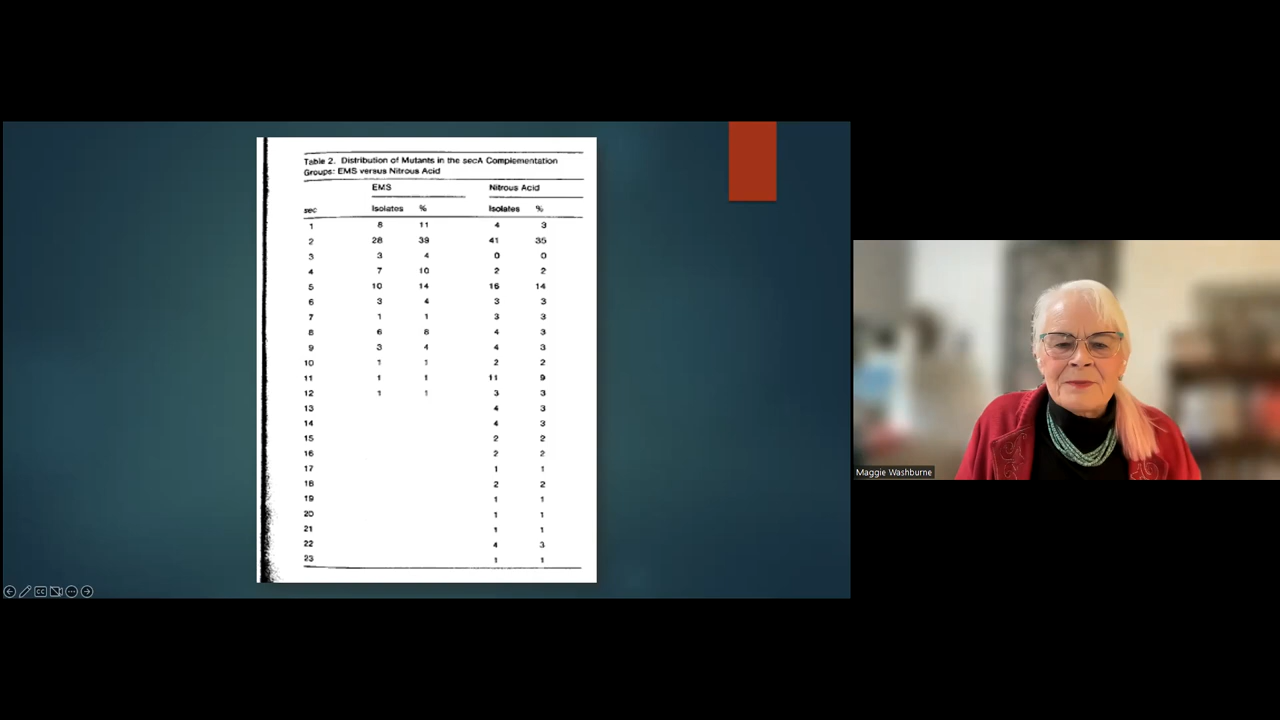 Table 2. Distribution of Mutants in the secA Complementation
Groups: EMS versus Nitrous Acid
EMS Nitrous Acid
sec Isolates % Isolates %
1 8 11 4 3
2 28 39 41 35
3 3 4 0 0
4 7 10 2 2
5 10 14 16 14
6 3 4 3 3
7 1 1 3 3
8 6 8 4 3
9 3 4 4 3
10 1 1 2 2
11 1 1 11 9
12 1 1 3 3
13 4 3
14 4 3
15 2 2
16 2 2
17 1 1
18 2 2
19 1 1
20 1 1
21 1 1
22 4 3
23 1 1
Maggie Washburne
CC